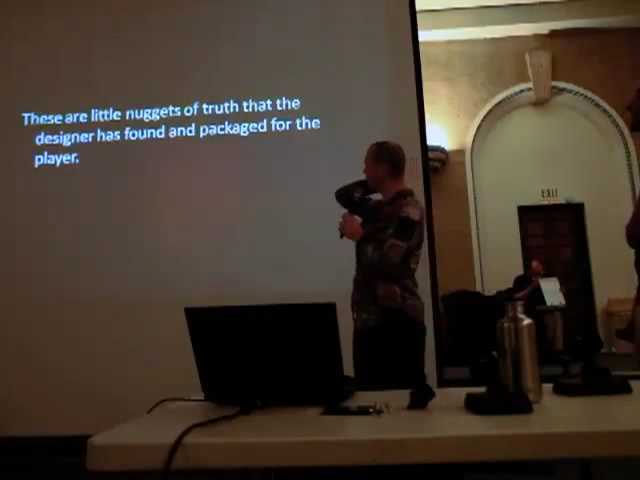 These are little nuggets of truth that the
designer has found and packaged for the
player.
EXIT